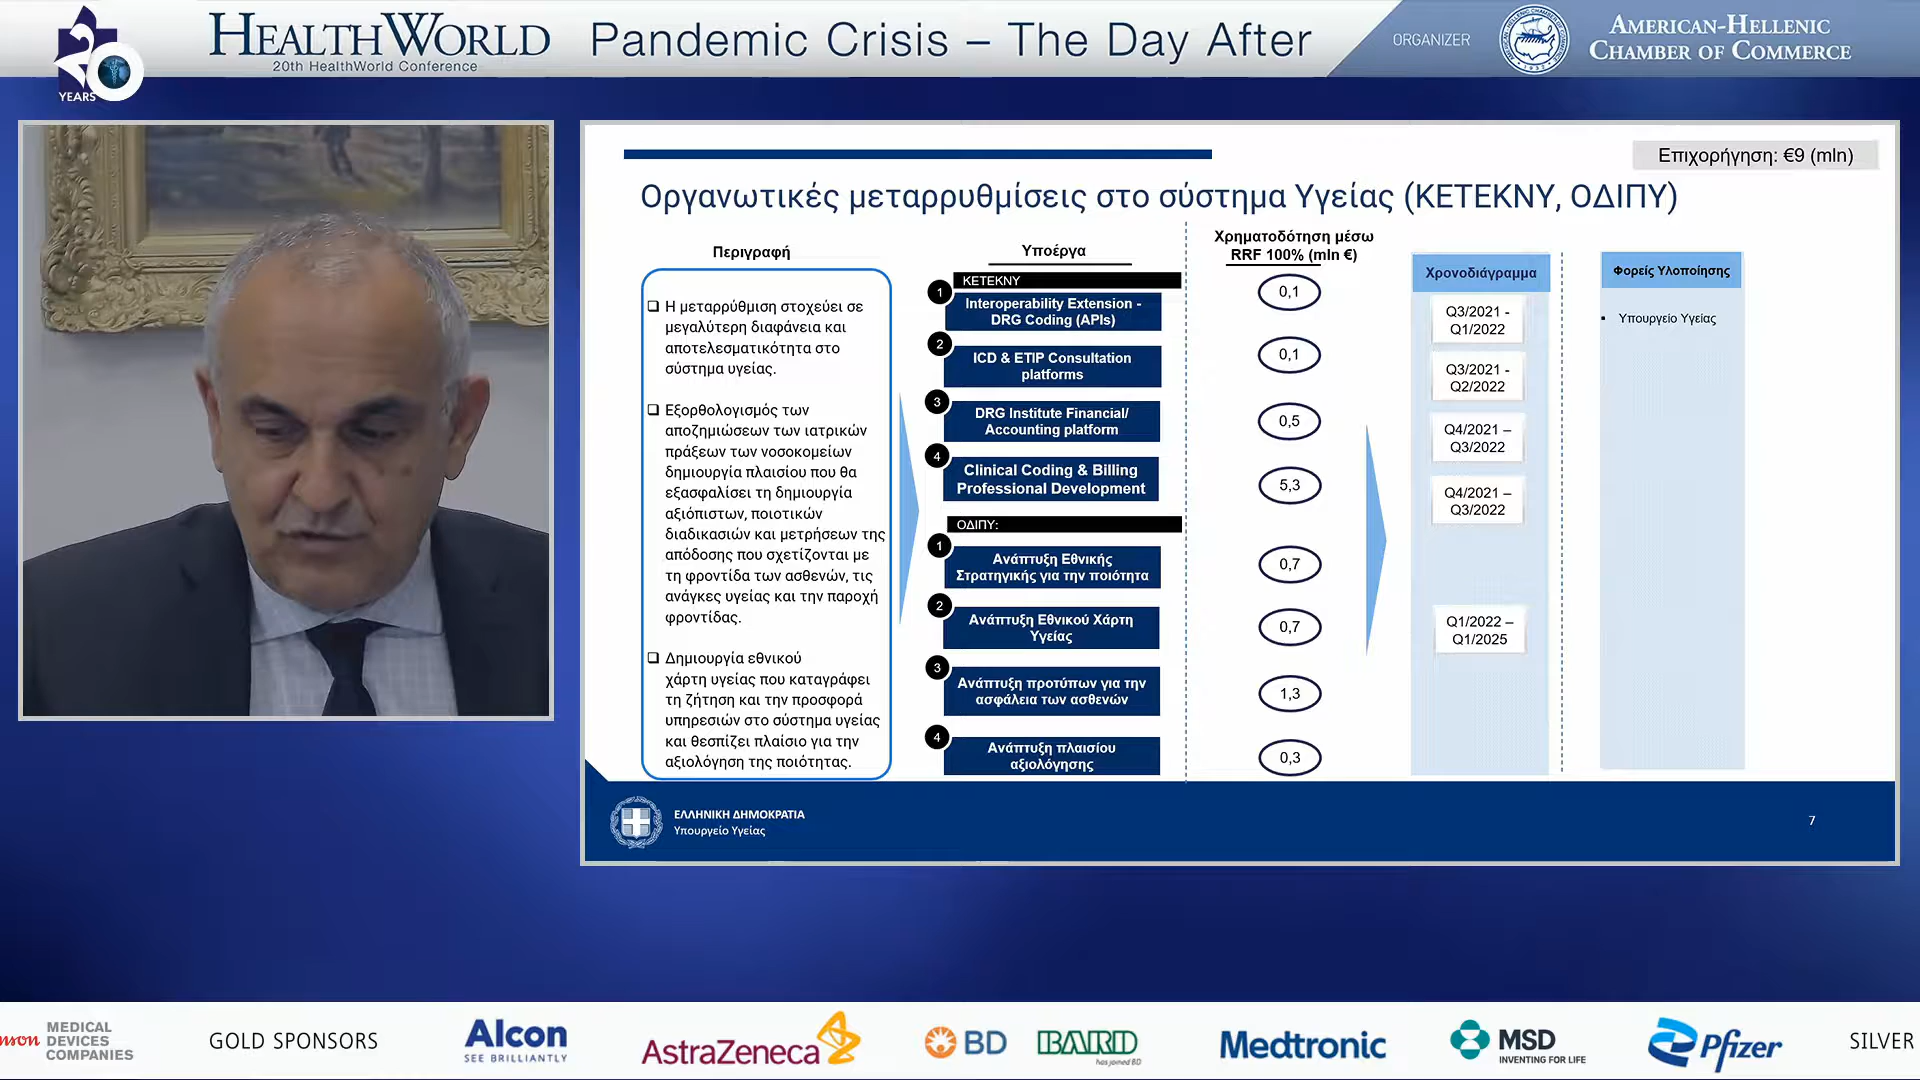 20
YEARS
HEALTHWORLD
20th HealthWorld Conference
Pandemic Crisis – The Day After
ORGANIZER
AMERICAN-HELLENIC
CHAMBER OF COMMERCE
Επιχορήγηση: €9 (mln)
Οργανωτικές μεταρρυθμίσεις στο σύστημα Υγείας (ΚΕΤΕΚΝΥ, ΟΔΙΠΥ)
Περιγραφή
❑ Η μεταρρύθμιση στοχεύει σε
μεγαλύτερη διαφάνεια και
αποτελεσματικότητα στο
σύστημα υγείας.
❑ Εξορθολογισμός των
αποζημιώσεων των ιατρικών
πράξεων των νοσοκομείων
δημιουργία πλαισίου που θα
εξασφαλίσει τη δημιουργία
αξιόπιστων, ποιοτικών
διαδικασιών και μετρήσεων της
απόδοσης που σχετίζονται με
τη φροντίδα των ασθενών, τις
ανάγκες υγείας και την παροχή
φροντίδας.
❑ Δημιουργία εθνικού
χάρτη υγείας που καταγράφει
τη ζήτηση και την προσφορά
υπηρεσιών στο σύστημα υγείας
και θεσπίζει πλαίσιο για την
αξιολόγηση της ποιότητας.
Υποέργα
ΚΕΤΕΚΝΥ
1
Interoperability Extension -
DRG Coding (APIs)
2
ICD & ETIP Consultation
platforms
3
DRG Institute Financial/
Accounting platform
4
Clinical Coding & Billing
Professional Development
ΟΔΙΠΥ:
1
Ανάπτυξη Εθνικής
Στρατηγικής για την ποιότητα
2
Ανάπτυξη Εθνικού Χάρτη
Υγείας
3
Ανάπτυξη προτύπων για την
ασφάλεια των ασθενών
4
Ανάπτυξη πλαισίου
αξιολόγησης
Χρηματοδότηση μέσω
RRF 100% (mln €)
0,1
0,1
0,5
5,3
0,7
0,7
1,3
0,3
Χρονοδιάγραμμα
Q3/2021 -
Q1/2022
Q3/2021 -
Q2/2022
Q4/2021 –
Q3/2022
Q4/2021 –
Q3/2022
Q1/2022 –
Q1/2025
Φορείς Υλοποίησης
▪ Υπουργείο Υγείας
ΕΛΛΗΝΙΚΗ ΔΗΜΟΚΡΑΤΙΑ
Υπουργείο Υγείας
7
MEDICAL
DEVICES
COMPANIES
GOLD SPONSORS
Alcon
SEE BRILLIANTLY
AstraZeneca
BD
BARD
has joined BD
Medtronic
MSD
INVENTING FOR LIFE
Pfizer
SILVER